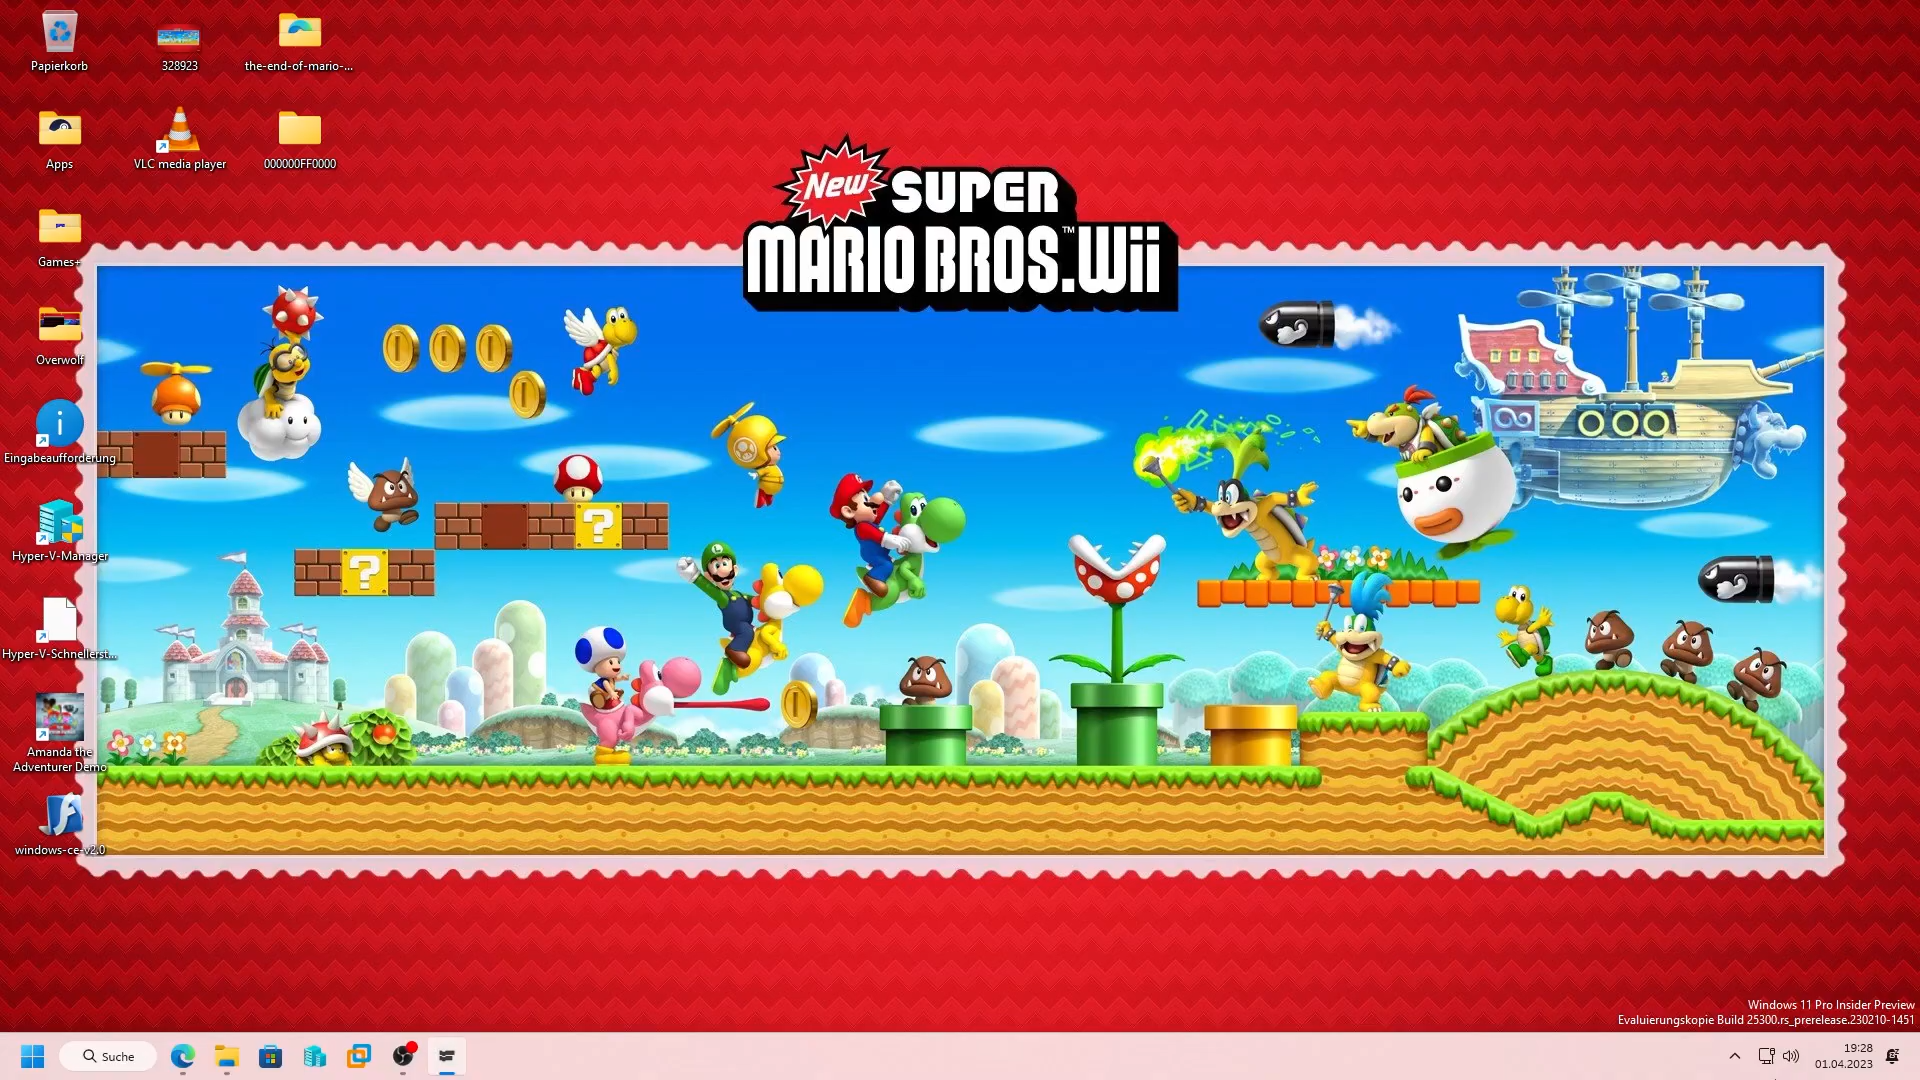 Papierkorb
328923
the-end-of-mario-...
Apps
VLC media player
000000FF0000
Games+
Overwolf
Eingabeaufforderung
Hyper-V-Manager
Hyper-V-Schnellerst...
Amanda the
Adventurer Demo
windows-ce-v2.0
New SUPER
MARIO BROS.™Wii
?
?
L
Windows 11 Pro Insider Preview
Evaluierungskopie Build 25300.rs_prerelease.230210-1451
Suche
19:28
01.04.2023